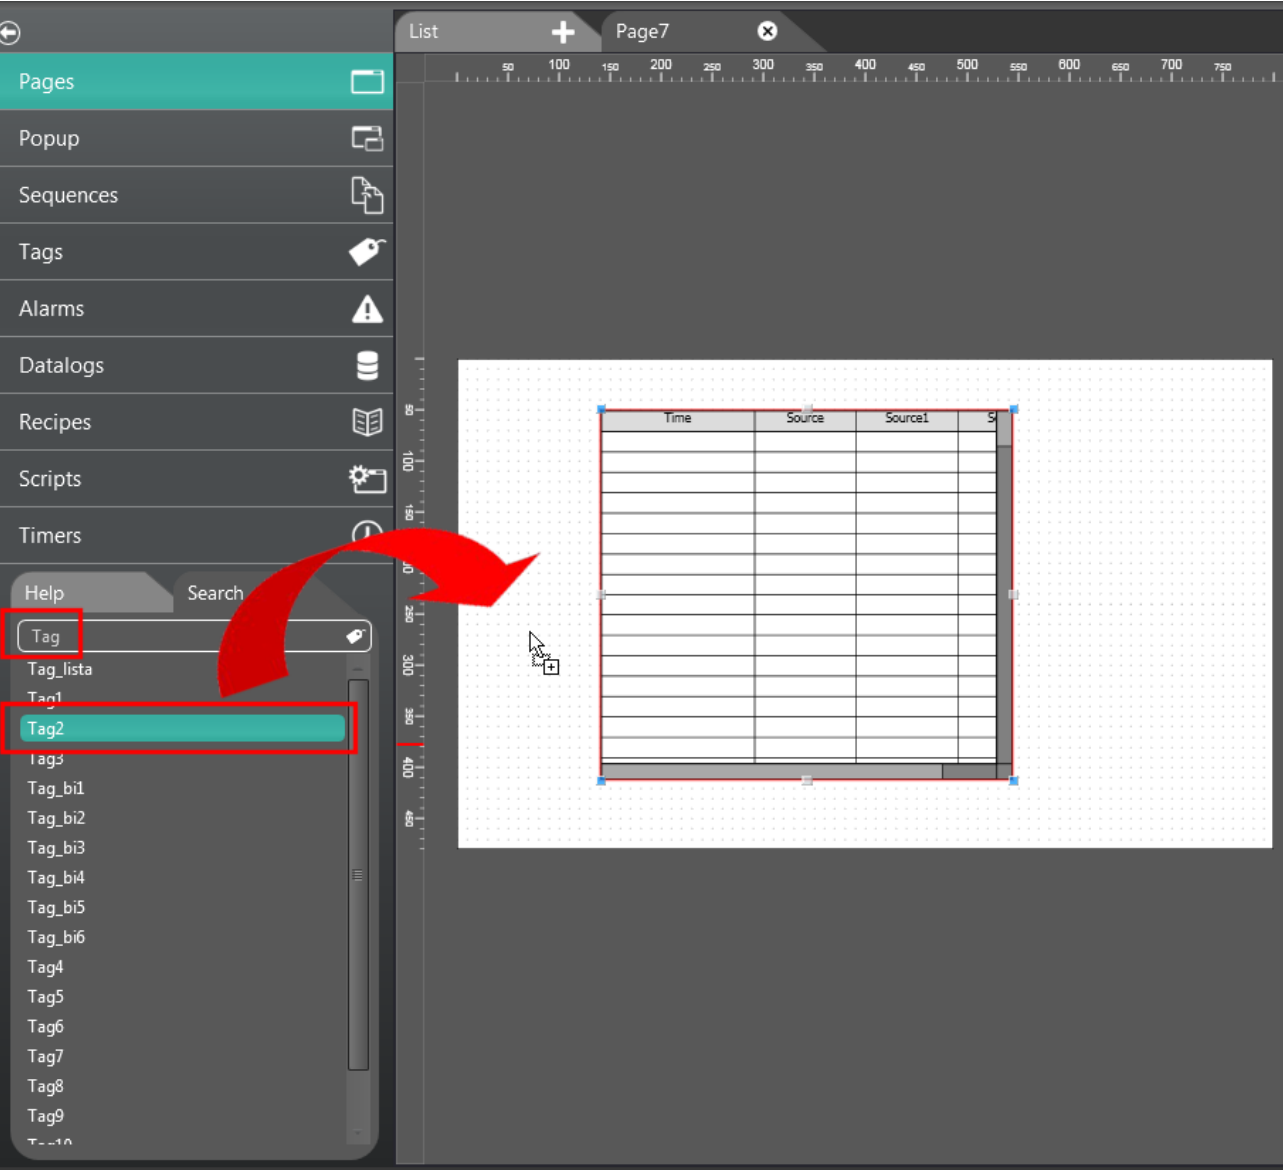 List
Page7
Pages
Popup
Sequences
Tags
Alarms
Datalogs
Recipes
Scripts
Timers
Help
Search
Tag
Tag_lista
Tag1
Tag2
Tag3
Tag_bi1
Tag_bi2
Tag_bi3
Tag_bi4
Tag_bi5
Tag_bi6
Tag4
Tag5
Tag6
Tag7
Tag8
Tag9
Tag10
50 100 150 200 250 300 350 400 450 500 550 600 650 700 750
50
100
150
250
300
350
400
450
Time Source Source1